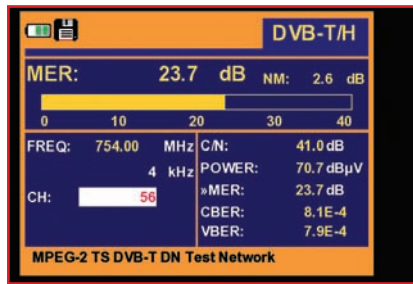 DVB-T/H
MER: 23.7 dB NM: 2.6 dB
0 10 20 30 40
FREQ: 754.00 MHz
4 kHz
CH: 56
C/N: 41.0 dB
POWER: 70.7 dBµV
»MER: 23.7 dB
CBER: 8.1E-4
VBER: 7.9E-4
MPEG-2 TS DVB-T DN Test Network